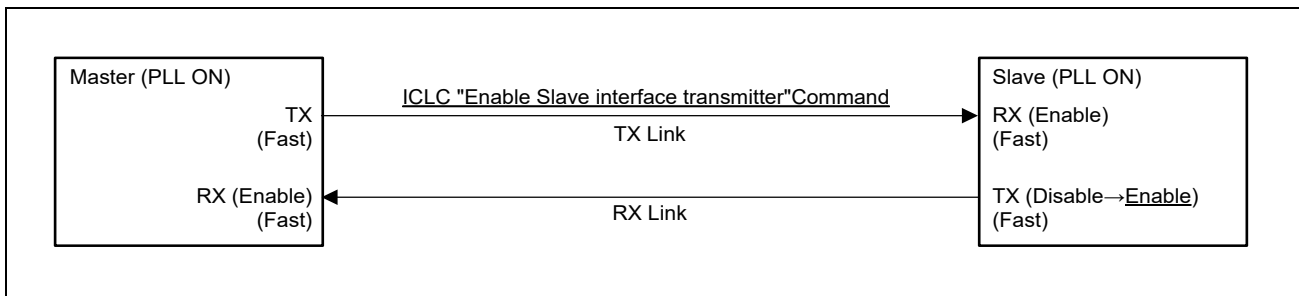 Master (PLL ON)
TX
(Fast)
RX (Enable)
(Fast)
ICLC "Enable Slave interface transmitter"Command
TX Link
RX Link
Slave (PLL ON)
RX (Enable)
(Fast)
TX (Disable→Enable)
(Fast)